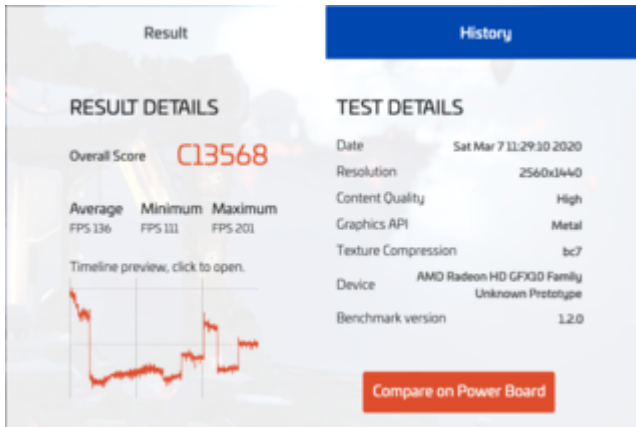 Result
History
RESULT DETAILS
Overall Score C13568
Average Minimum Maximum
FPS 136 FPS 111 FPS 201
Timeline preview, click to open.
TEST DETAILS
Date Sat Mar 7 11:29:10 2020
Resolution 2560x1440
Content Quality High
Graphics API Metal
Texture Compression bc7
Device AMD Radeon HD GFX10 Family
Unknown Prototype
Benchmark version 1.2.0
Compare on Power Board